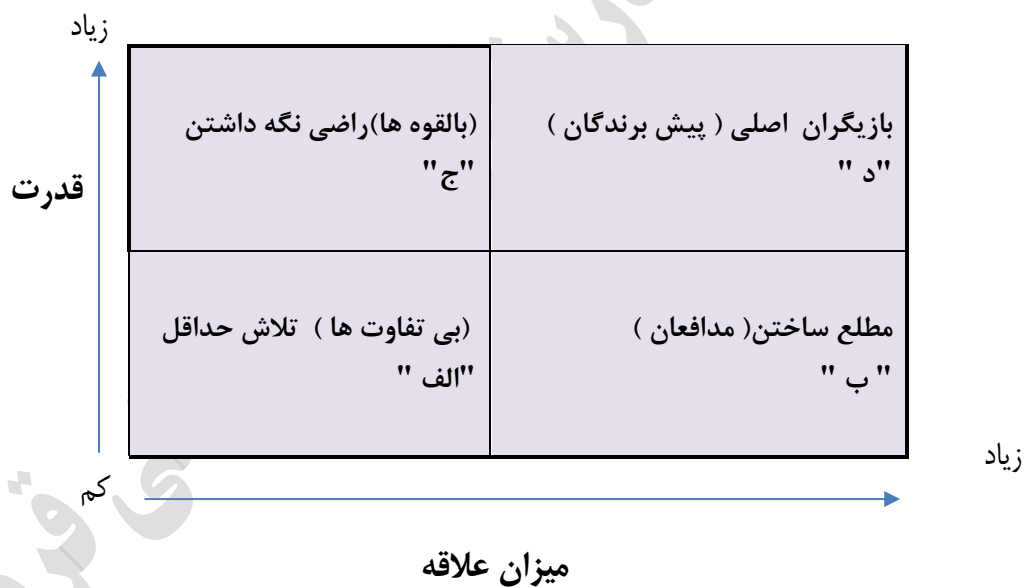 زیاد
بازیگران اصلی ( پیش برندگان )
"د "
(بالقوه ها)راضی نگه داشتن
"ج"
قدرت
مطلع ساختن( مدافعان )
" ب "
(بی تفاوت ها ) تلاش حداقل
"الف "
زیاد
کم
میزان علاقه